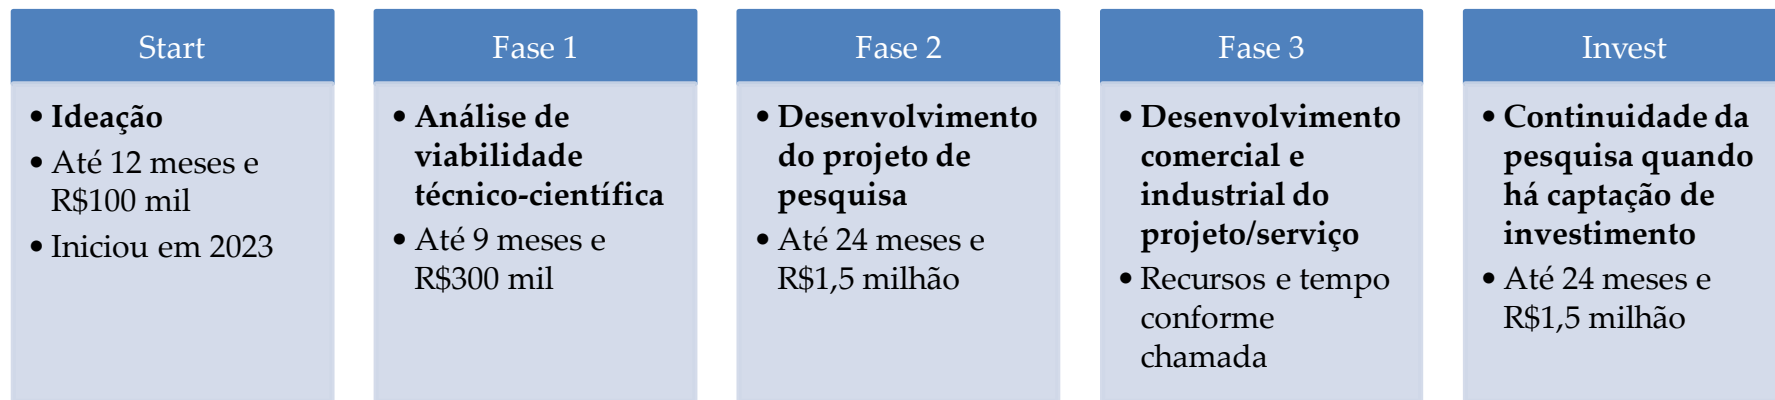 Start
• Ideação
• Até 12 meses e
R$100 mil
• Iniciou em 2023
Fase 1
• Análise de
viabilidade
técnico-científica
• Até 9 meses e
R$300 mil
Fase 2
• Desenvolvimento
do projeto de
pesquisa
• Até 24 meses e
R$1,5 milhão
Fase 3
• Desenvolvimento
comercial e
industrial do
projeto/serviço
• Recursos e tempo
conforme
chamada
Invest
• Continuidade da
pesquisa quando
há captação de
investimento
• Até 24 meses e
R$1,5 milhão